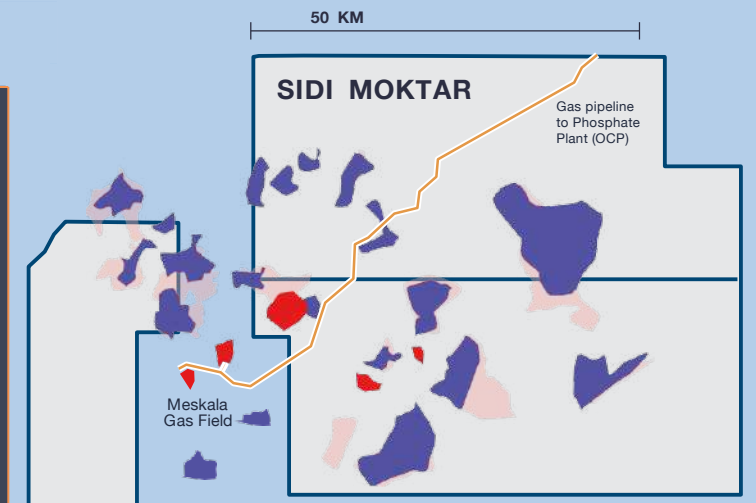 50 KM
SIDI MOKTAR
Gas pipeline
to Phosphate
Plant (OCP)
Meskala
Gas Field